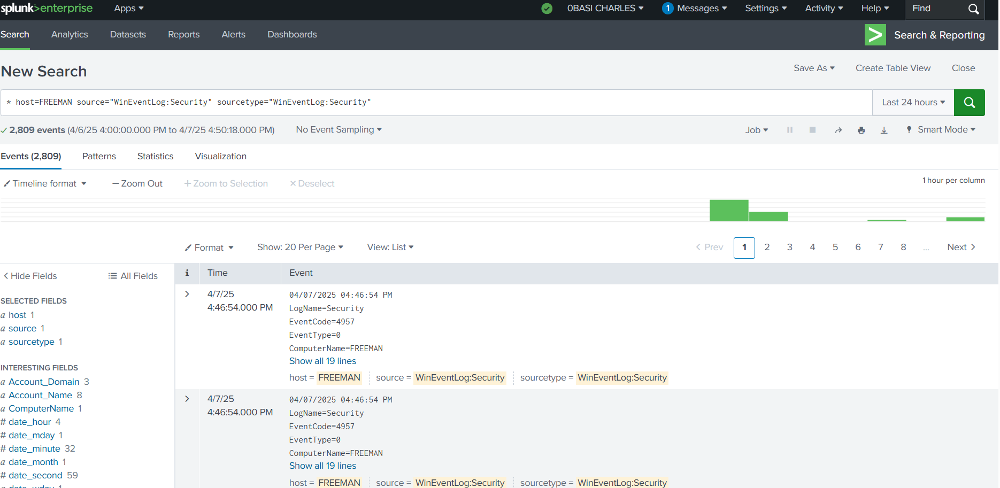 splunk>enterprise Apps 0BASI CHARLES 1 Messages Settings Activity Help Find
Search Analytics Datasets Reports Alerts Dashboards Search & Reporting
New Search Save As Create Table View Close
* host=FREEMAN source="WinEventLog:Security" sourcetype="WinEventLog:Security" Last 24 hours
2,809 events (4/6/25 4:00:00.000 PM to 4/7/25 4:50:18.000 PM) No Event Sampling Job Smart Mode
Events (2,809) Patterns Statistics Visualization
Timeline format Zoom Out Zoom to Selection Deselect 1 hour per column
Format Show: 20 Per Page View: List Prev 1 2 3 4 5 6 7 8 ... Next
Hide Fields All Fields
SELECTED FIELDS
a host 1
a source 1
a sourcetype 1
INTERESTING FIELDS
a Account_Domain 3
a Account_Name 8
a ComputerName 1
# date_hour 4
# date_mday 1
# date_minute 32
a date_month 1
# date_second 59
a date_wday 1
i Time Event
4/7/25
4:46:54.000 PM
04/07/2025 04:46:54 PM
LogName=Security
EventCode=4957
EventType=0
ComputerName=FREEMAN
Show all 19 lines
host = FREEMAN source = WinEventLog:Security sourcetype = WinEventLog:Security
4/7/25
4:46:54.000 PM
04/07/2025 04:46:54 PM
LogName=Security
EventCode=4957
EventType=0
ComputerName=FREEMAN
Show all 19 lines
host = FREEMAN source = WinEventLog:Security sourcetype = WinEventLog:Security